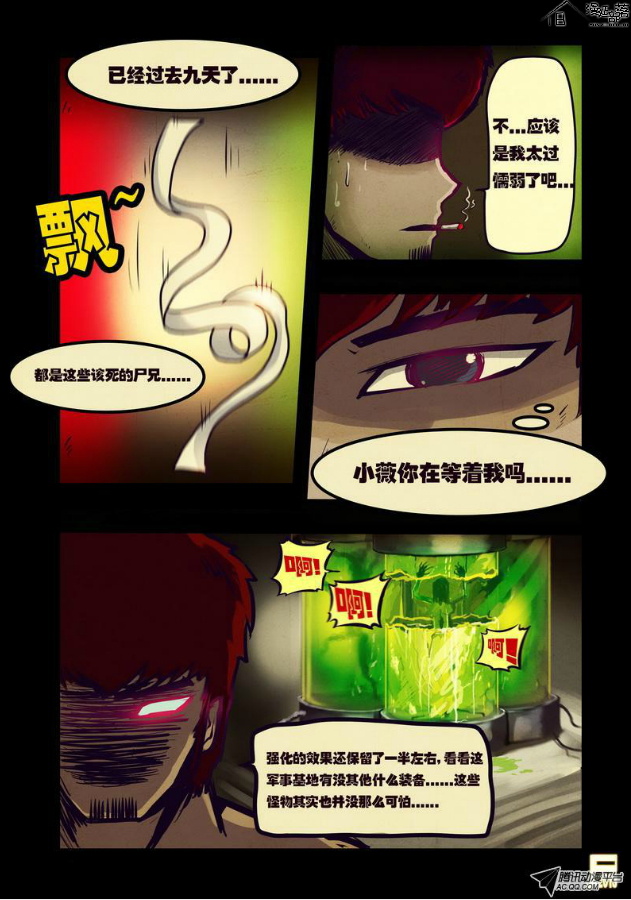 漫画部落
已经过去九天了......
不...应该
是我太过
懦弱了吧...
飘~
都是这些该死的尸兄......
小薇你在等着我吗......
啊!
啊!
啊!
强化的效果还保留了一半左右,看看这
军事基地有没其他什么装备......这些
怪物其实也并没那么可怕......
腾讯动漫平台
AC.QQ.COM